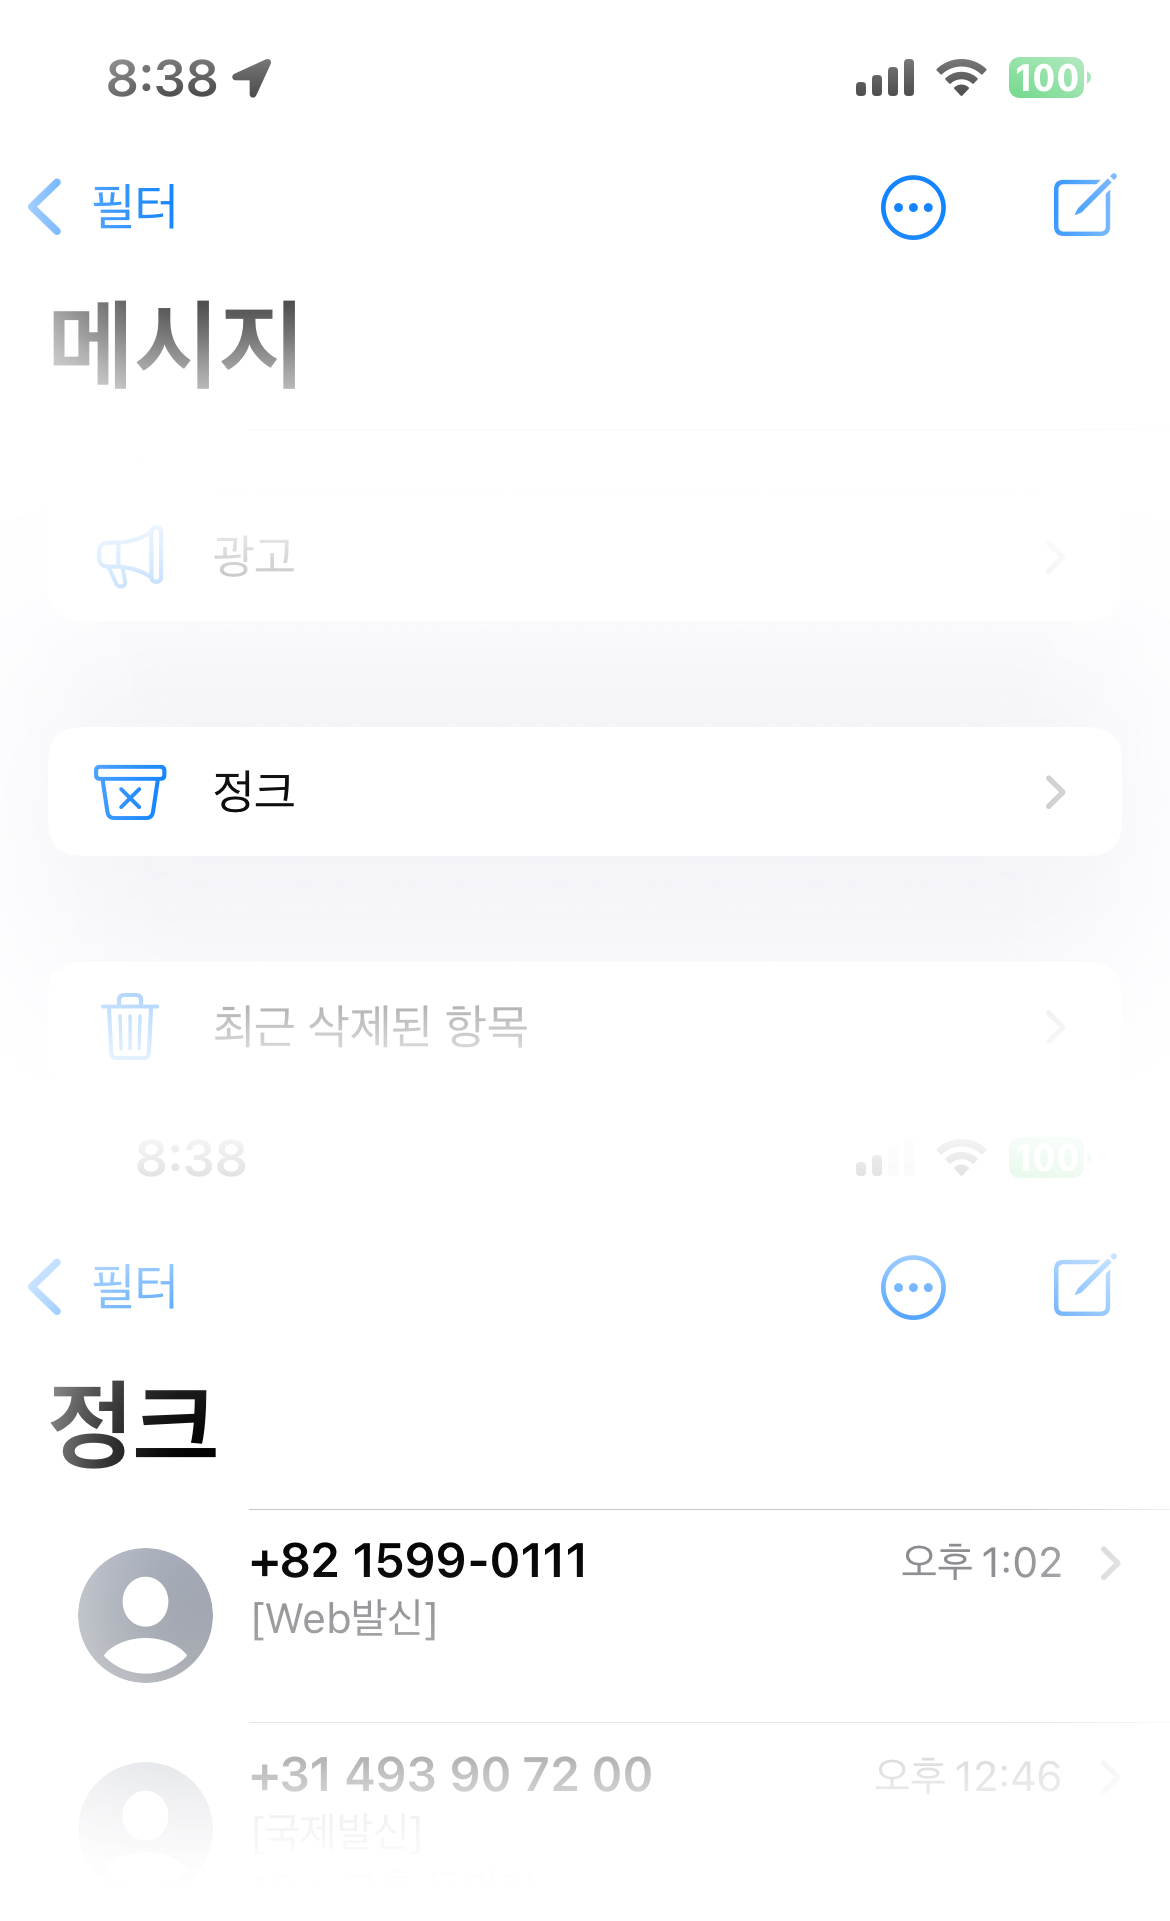 8:38
100
필터
메시지
광고
정크
최근 삭제된 항목
8:38
100
필터
정크
+82 1599-0111
오후 1:02
[Web발신]
+31 493 90 72 00
오후 12:46
[국제발신]